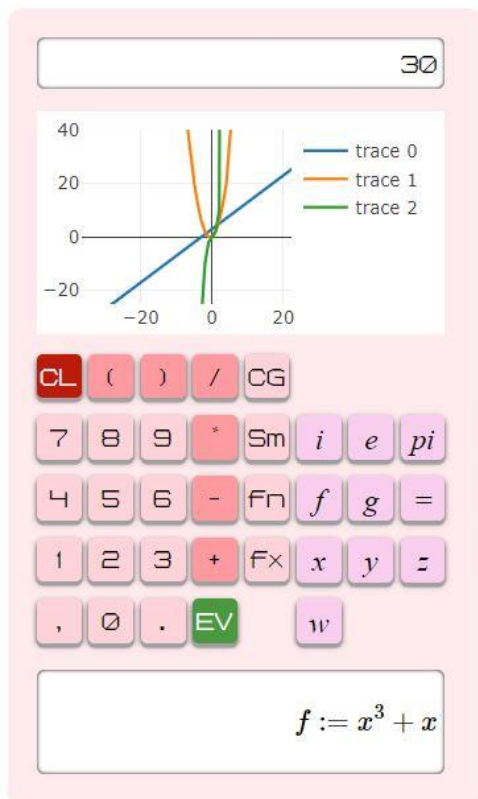 30
40
20
0
−20
−20 0 20
trace 0
trace 1
trace 2
CL ( ) / CG
7 8 9 * Sm i e pi
4 5 6 - Fn f g =
1 2 3 + Fx x y z
, 0 . EV w
f := x³ + x